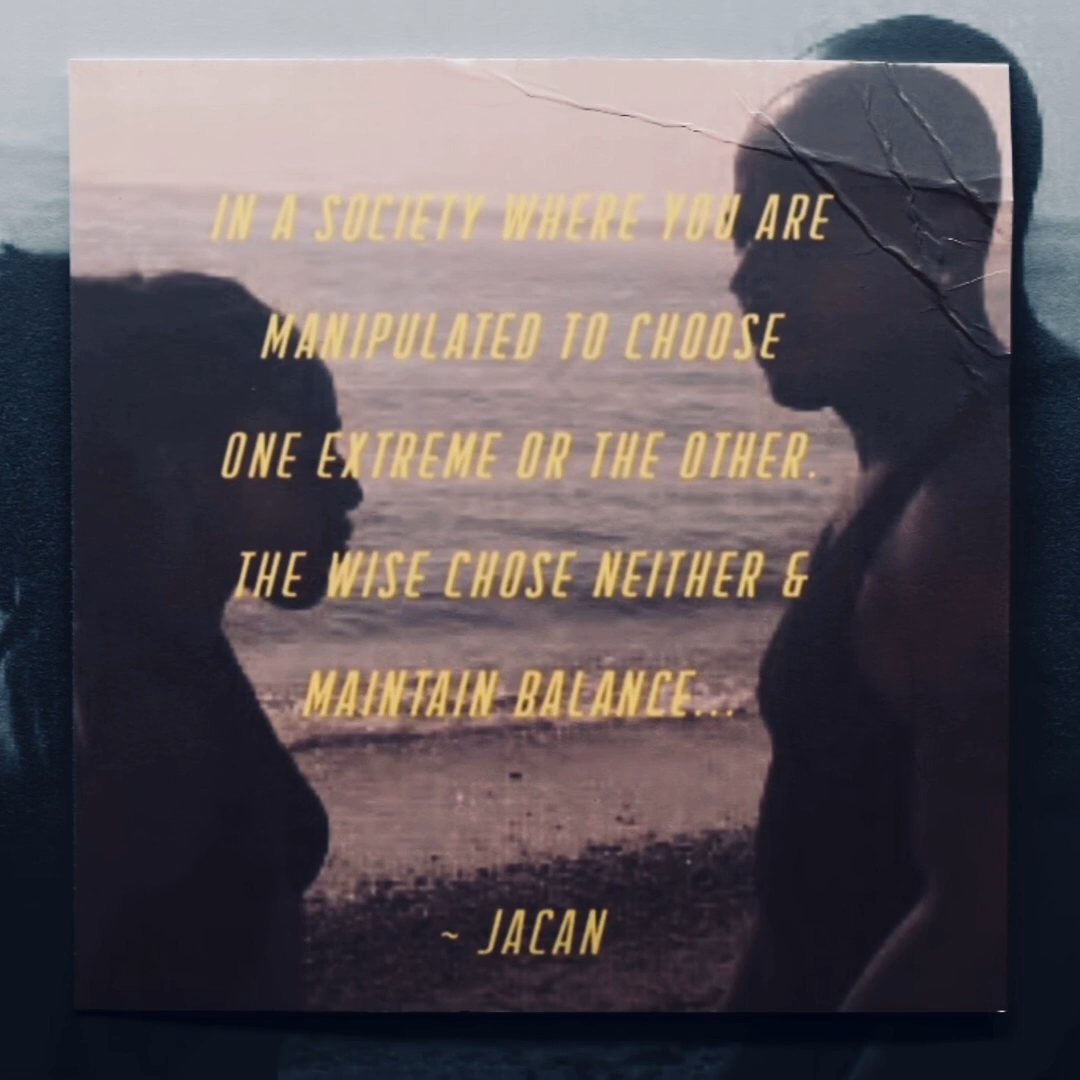 IN A SOCIETY WHERE YOU ARE
MANIPULATED TO CHOOSE
ONE EXTREME OR THE OTHER.
THE WISE CHOSE NEITHER &
MAINTAIN BALANCE...
~ JACAN